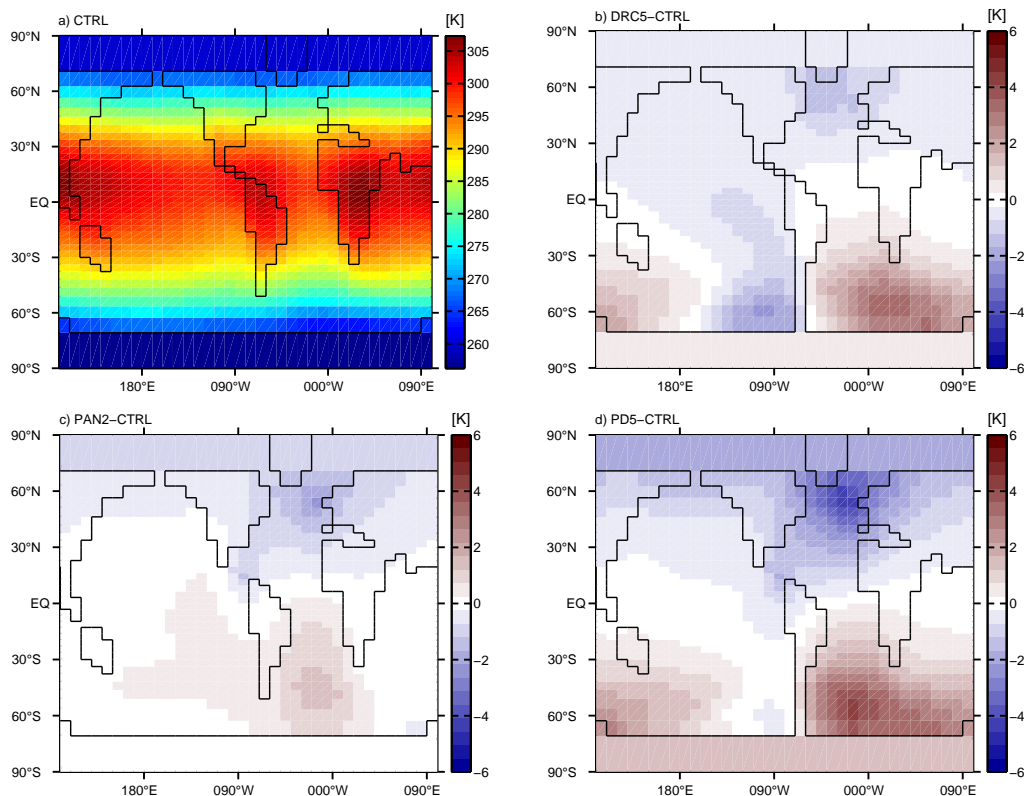 a) CTRL [K]
90°N
60°N
30°N
EQ
30°S
60°S
90°S
180°E 090°W 000°W 090°E
305
300
295
290
285
280
275
270
265
260
b) DRC5−CTRL [K]
90°N
60°N
30°N
EQ
30°S
60°S
90°S
180°E 090°W 000°W 090°E
6
4
2
0
−2
−4
−6
c) PAN2−CTRL [K]
90°N
60°N
30°N
EQ
30°S
60°S
90°S
180°E 090°W 000°W 090°E
6
4
2
0
−2
−4
−6
d) PD5−CTRL [K]
90°N
60°N
30°N
EQ
30°S
60°S
90°S
180°E 090°W 000°W 090°E
6
4
2
0
−2
−4
−6